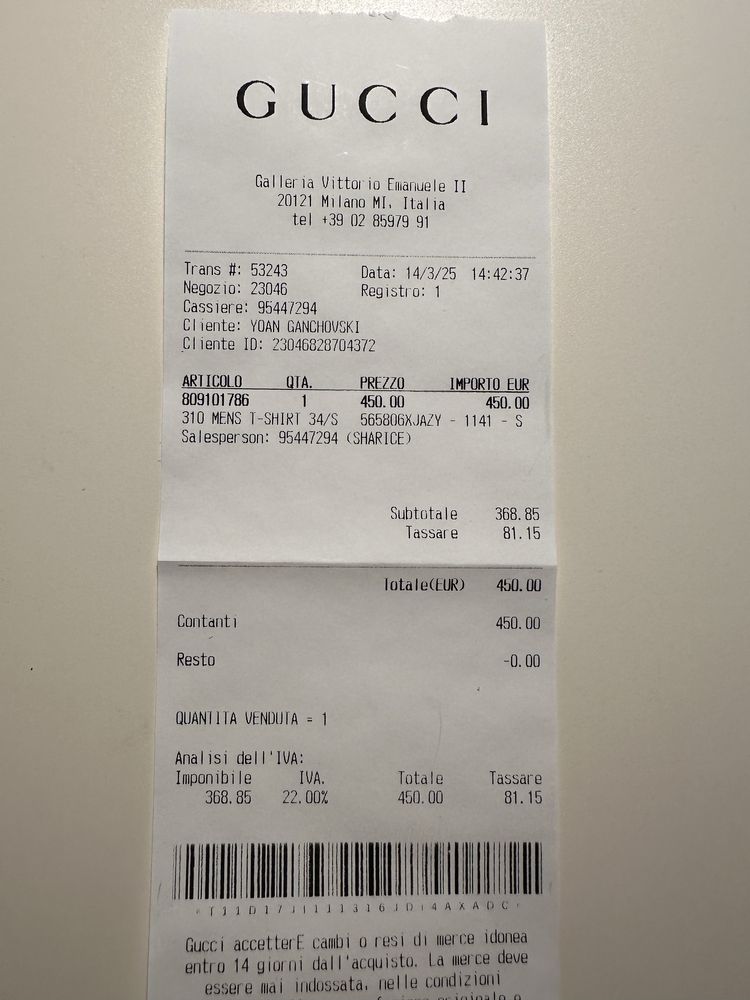 GUCCI
Galleria Vittorio Emanuele II
20121 Milano MI, Italia
tel +39 02 85979 91
Trans #: 53243 Data: 14/3/25 14:42:37
Negozio: 23046 Registro: 1
Cassiere: 95447294
Cliente: YOAN GANCHOVSKI
Cliente ID: 23046828704372
ARTICOLO QTA. PREZZO IMPORTO EUR
809101786 1 450.00 450.00
310 MENS T-SHIRT 34/S 565806XJAZY - 1141 - S
Salesperson: 95447294 (SHARICE)
Subtotale 368.85
Tassare 81.15
Totale(EUR) 450.00
Contanti 450.00
Resto -0.00
QUANTITA VENDUTA = 1
Analisi dell'IVA:
Imponibile IVA. Totale Tassare
368.85 22.00% 450.00 81.15
Gucci accetterE cambi o resi di merce idonea
entro 14 giorni dall'acquisto. La merce deve
essere mai indossata, nelle condizioni